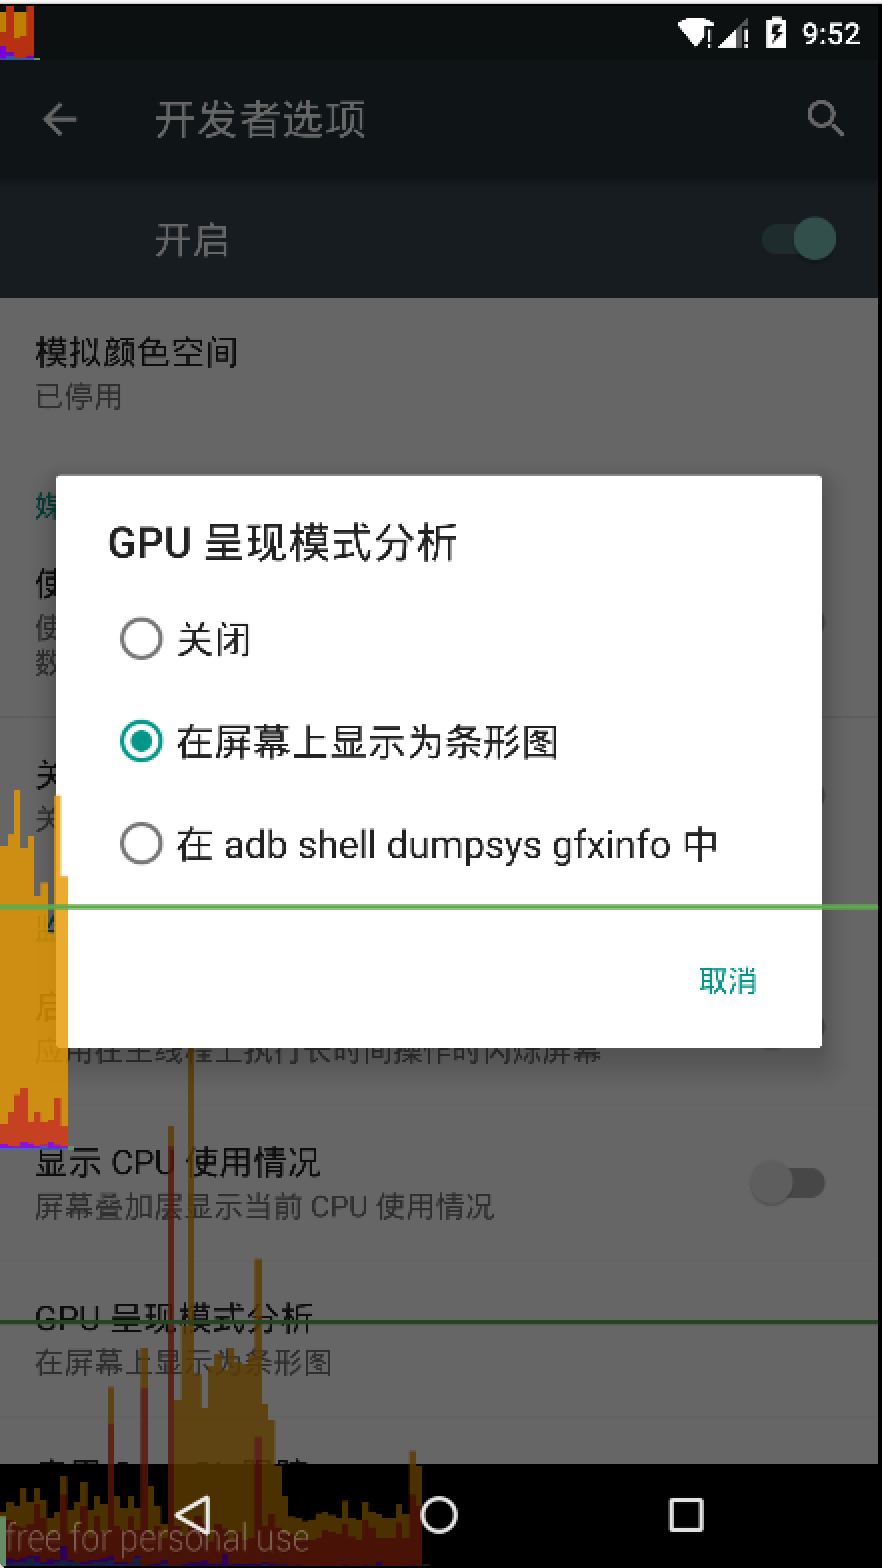 9:52
开发者选项
开启
模拟颜色空间
已停用
媒
GPU 呈现模式分析
使
使
数
关闭
在屏幕上显示为条形图
关
关
在 adb shell dumpsys gfxinfo 中
监
取消
启
应用在主线程上执行长时间操作时闪烁屏幕
显示 CPU 使用情况
屏幕叠加层显示当前 CPU 使用情况
GPU 呈现模式分析
在屏幕上显示为条形图
free for personal use